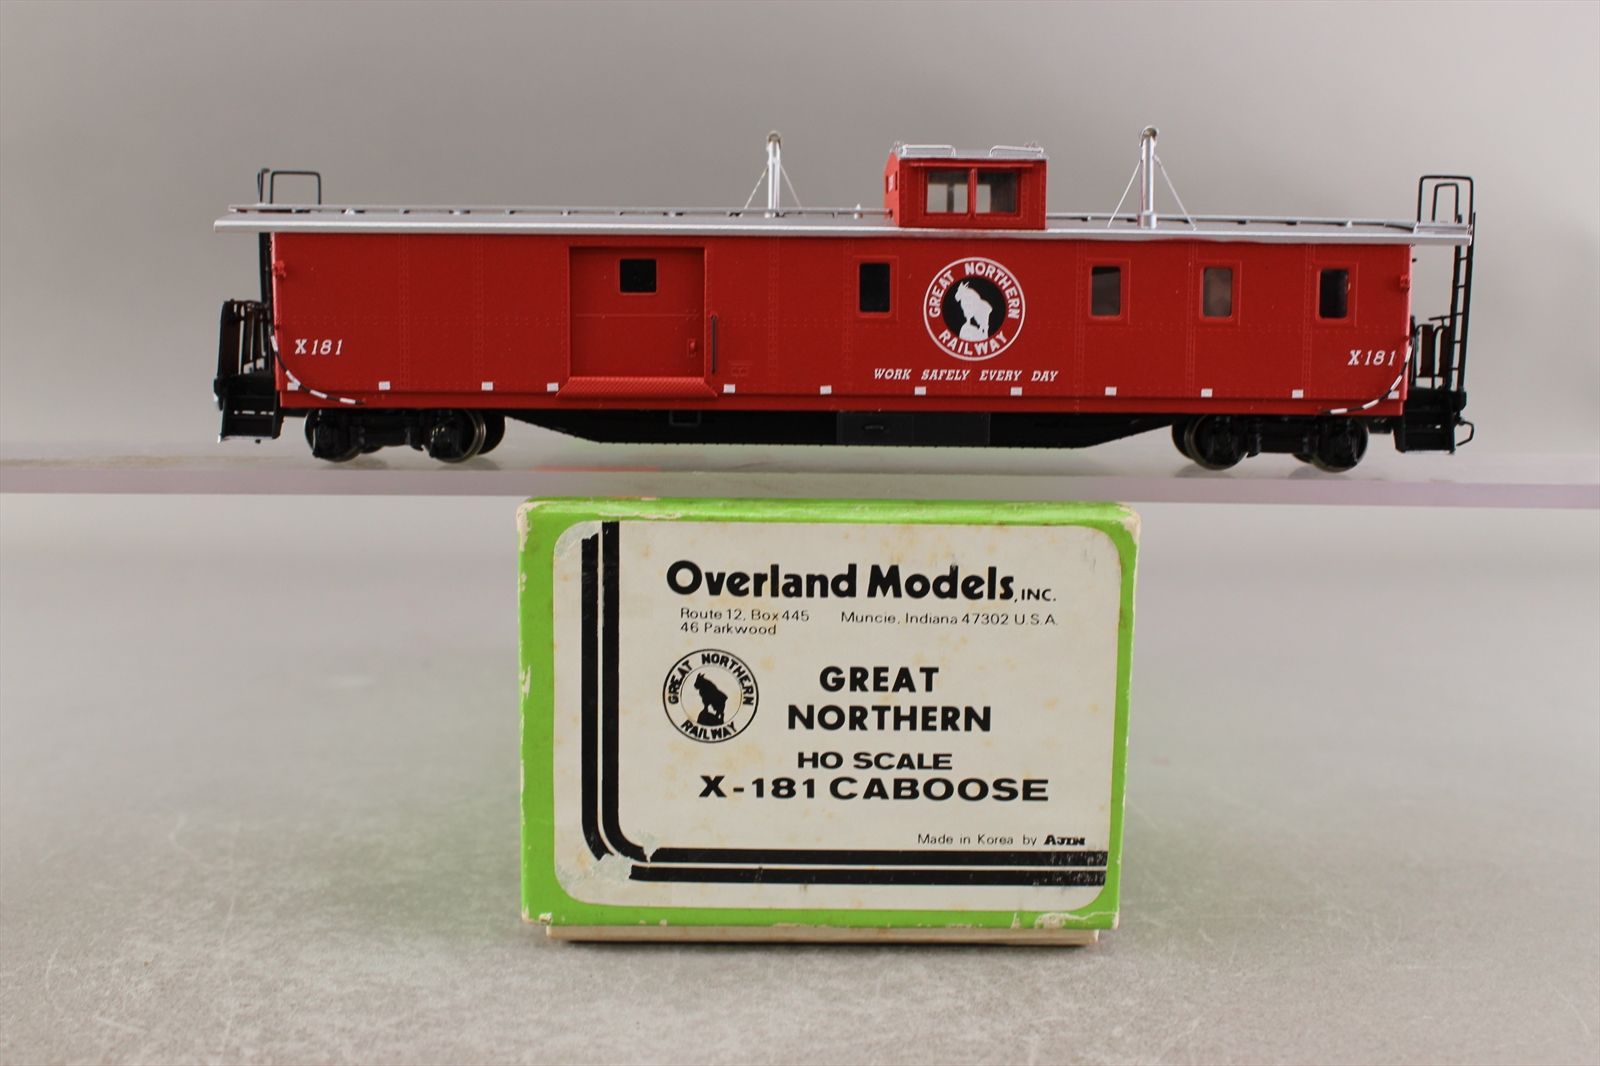 GREAT NORTHERN
RAILWAY
X181
X181
WORK SAFELY EVERY DAY
Overland Models, INC.
Route 12, Box 445 Muncie, Indiana 47302 U.S.A.
46 Parkwood
GREAT NORTHERN
RAILWAY
GREAT
NORTHERN
HO SCALE
X-181 CABOOSE
Made in Korea by AJIN